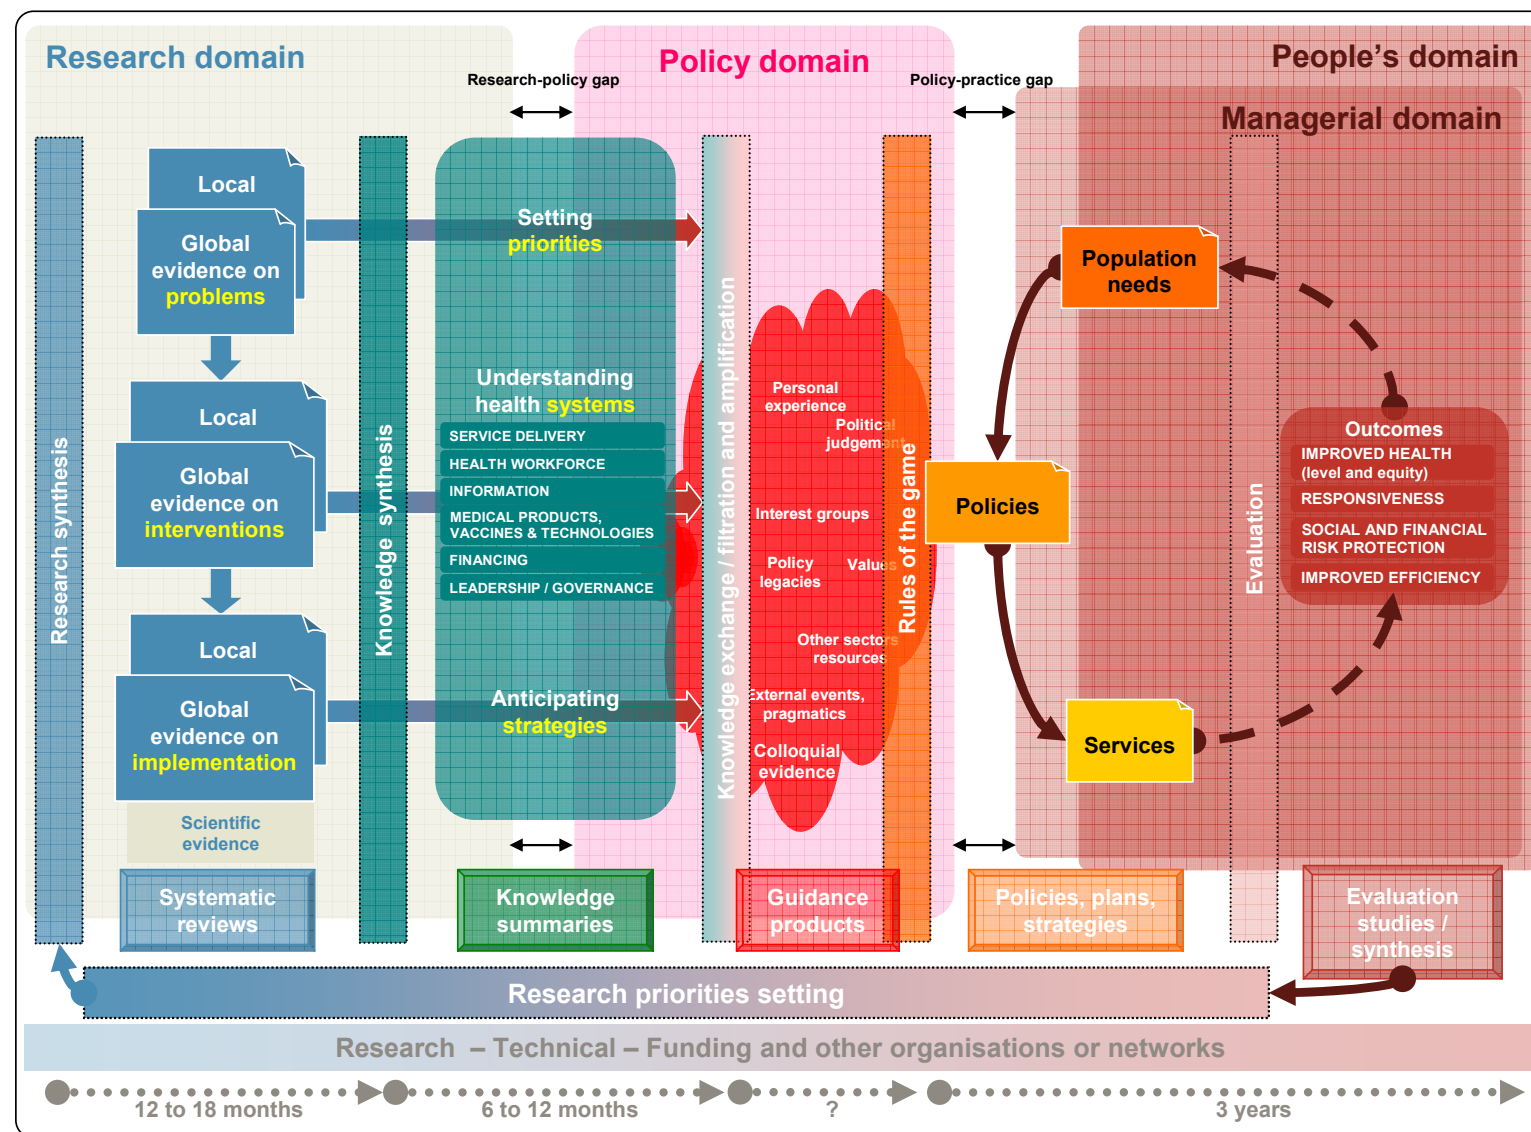 Research domain
Policy domain
People’s domain
Managerial domain
Research-policy gap
Policy-practice gap
Research synthesis
Local
Global
evidence on
problems
Local
Global
evidence on
interventions
Local
Global
evidence on
implementation
Scientific
evidence
Knowledge synthesis
Setting
priorities
Understanding
health systems
SERVICE DELIVERY
HEALTH WORKFORCE
INFORMATION
MEDICAL PRODUCTS,
VACCINES & TECHNOLOGIES
FINANCING
LEADERSHIP / GOVERNANCE
Anticipating
strategies
Knowledge exchange / filtration and amplification
Personal
experience
Political
judgement
Interest groups
Policy
legacies
Values
Other sectors
resources
External events,
pragmatics
Colloquial
evidence
Rules of the game
Population
needs
Policies
Services
Evaluation
Outcomes
IMPROVED HEALTH
(level and equity)
RESPONSIVENESS
SOCIAL AND FINANCIAL
RISK PROTECTION
IMPROVED EFFICIENCY
Systematic
reviews
Knowledge
summaries
Guidance
products
Policies, plans,
strategies
Evaluation
studies /
synthesis
Research priorities setting
Research – Technical – Funding and other organisations or networks
12 to 18 months
6 to 12 months
?
3 years